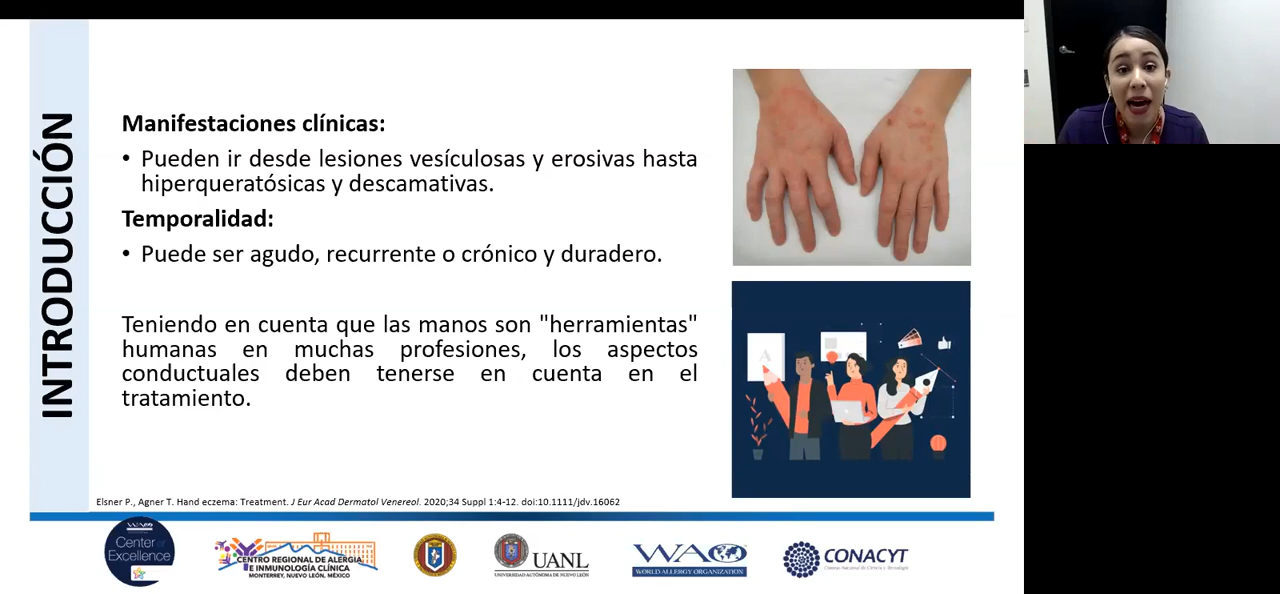 INTRODUCCIÓN
Manifestaciones clínicas:
• Pueden ir desde lesiones vesículosas y erosivas hasta
hiperqueratósicas y descamativas.
Temporalidad:
• Puede ser agudo, recurrente o crónico y duradero.
Teniendo en cuenta que las manos son "herramientas"
humanas en muchas profesiones, los aspectos
conductuales deben tenerse en cuenta en el
tratamiento.
A
Elsner P., Agner T. Hand eczema: Treatment. J Eur Acad Dermatol Venereol. 2020;34 Suppl 1:4-12. doi:10.1111/jdv.16062
WAO
Center of
Excellence
CENTRO REGIONAL DE ALERGIA
E INMUNOLOGÍA CLÍNICA
MONTERREY, NUEVO LEÓN, MÉXICO
UANL
UNIVERSIDAD AUTÓNOMA DE NUEVO LEÓN
WAO
WORLD ALLERGY ORGANIZATION
CONACYT
Consejo Nacional de Ciencia y Tecnología